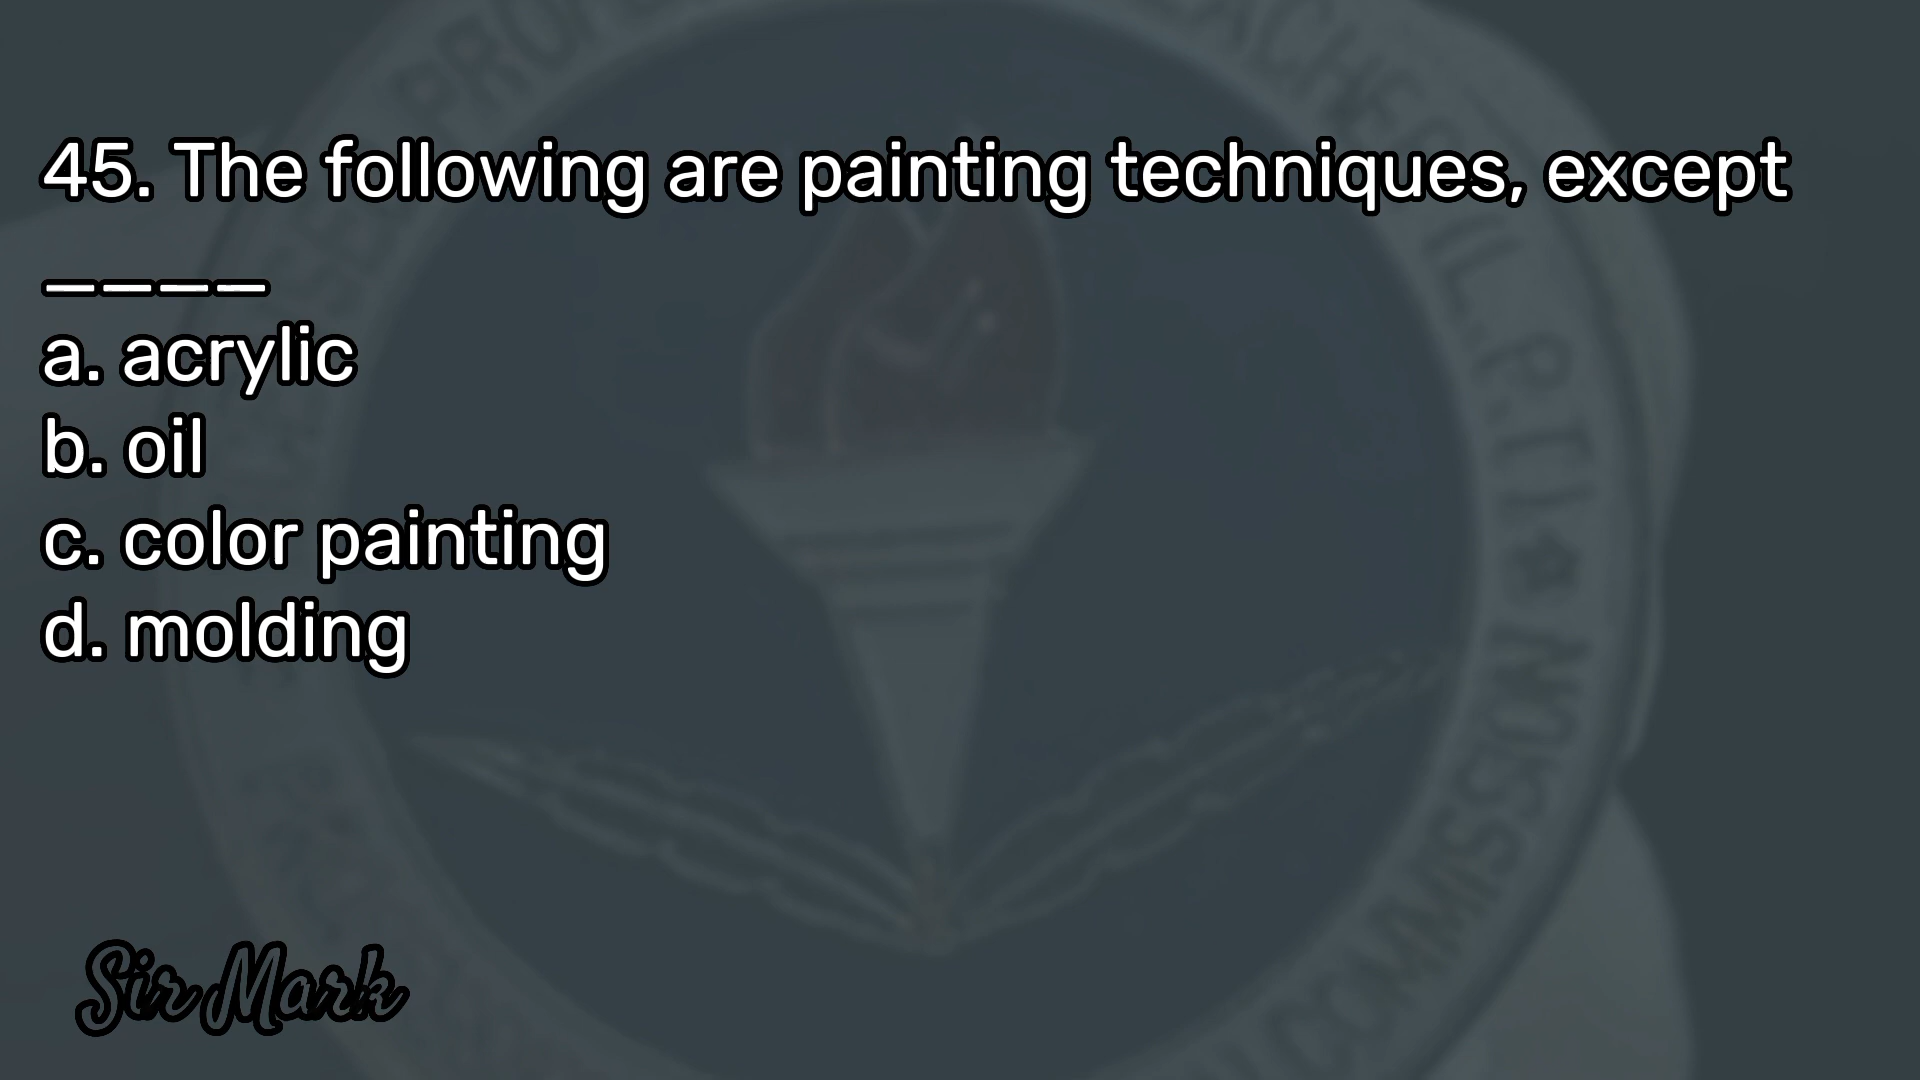 45. The following are painting techniques, except
____
a. acrylic
b. oil
c. color painting
d. molding
Sir Mark